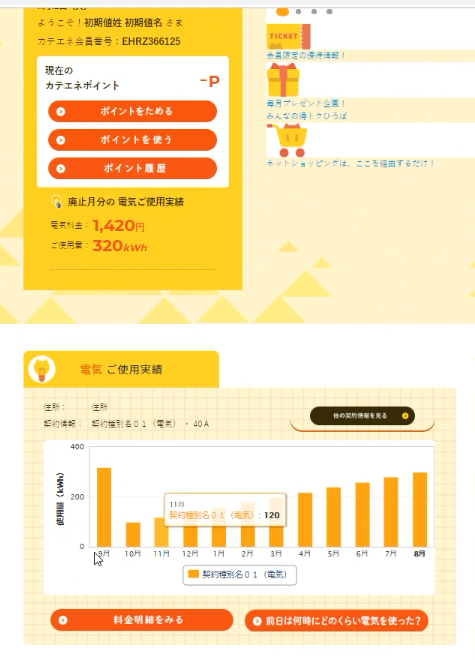 ようこそ！初期値姓 初期値名 さま
カテエネ会員番号：EHRZ366125
現在の
カテエネポイント
-P
ポイントをためる
ポイントを使う
ポイント履歴
廃止月分の 電気ご使用実績
電気料金： 1,420円
ご使用量： 320kWh
TICKET
会員限定の優待情報！
毎月プレゼント企画！
みんなの得トクひろば
ネットショッピングは、ここを経由するだけ！
電気 ご使用実績
住所： 住所
契約情報： 契約種別名０１（電気） ・ 40A
他の契約情報を見る
使用量（kWh）
400
200
0
11月
契約種別名０１（電気）: 120
9月 10月 11月 12月 1月 2月 3月 4月 5月 6月 7月 8月
契約種別名０１（電気）
料金明細をみる
前日は何時にどのくらい電気を使った？